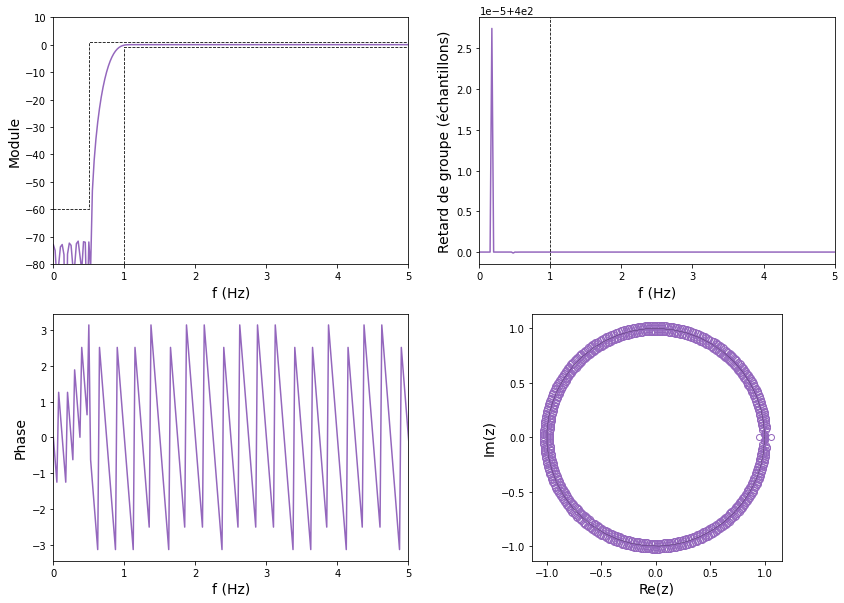 10
0
−10
−20
−30
−40
−50
−60
−70
−80
Module
0 1 2 3 4 5
f (Hz)
1e−5+4e2
2.5
2.0
1.5
1.0
0.5
0.0
Retard de groupe (échantillons)
0 1 2 3 4 5
f (Hz)
3
2
1
0
−1
−2
−3
Phase
0 1 2 3 4 5
f (Hz)
1.0
0.5
0.0
−0.5
−1.0
Im(z)
−1.0 −0.5 0.0 0.5 1.0
Re(z)